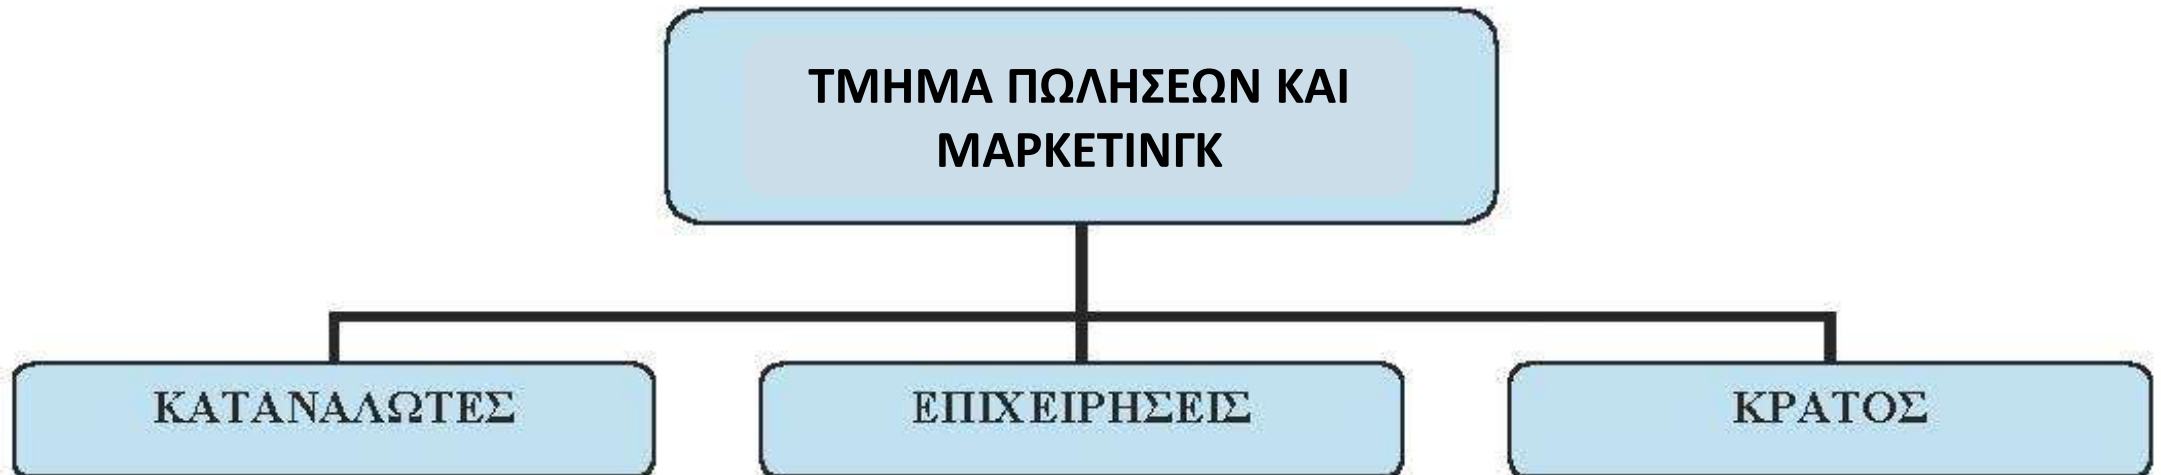 ΤΜΗΜΑ ΠΩΛΗΣΕΩΝ ΚΑΙ
ΜΑΡΚΕΤΙΝΓΚ
ΚΑΤΑΝΑΛΩΤΕΣ
ΕΠΙΧΕΙΡΗΣΕΙΣ
ΚΡΑΤΟΣ